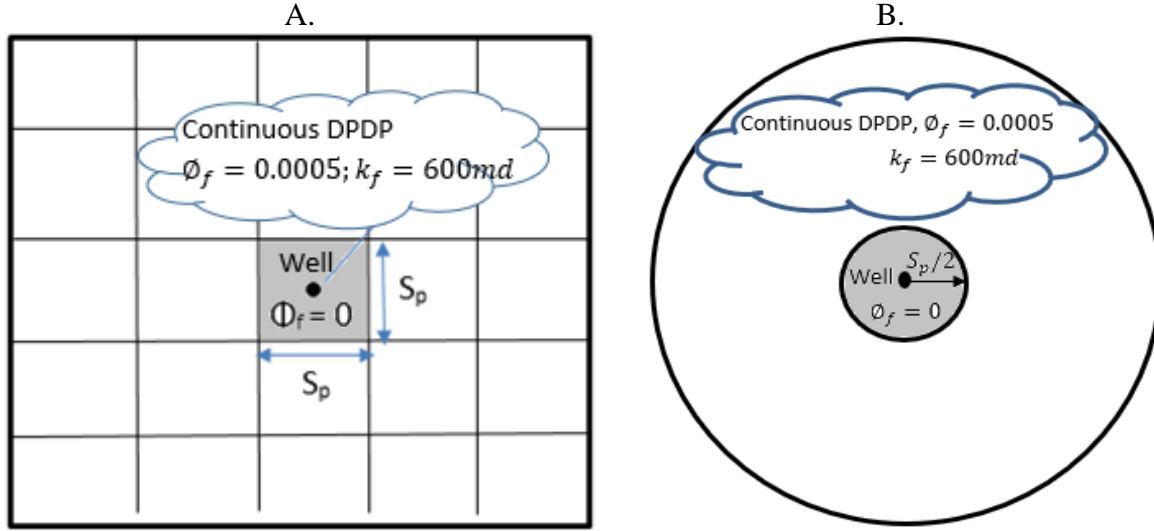 A.
Continuous DPDP
∅f = 0.0005; kf = 600md
Well
Φf = 0
Sp
Sp
B.
Continuous DPDP, ∅f = 0.0005
kf = 600md
Sp/2
Well
∅f = 0